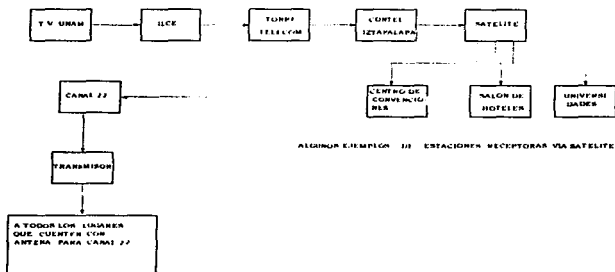 T.V. UNAM
ILCE
TORRE
TELECOM
CONTEL
IZTAPALAPA
SATELITE
CENTRO DE
CONVENCIO
NES
SALON DE
HOTELES
UNIVERSI
DADES
CANAL 22
ALGUNOS EJEMPLOS DE ESTACIONES RECEPTORAS VIA SATELITE
TRANSMISOR
A TODOS LOS LUGARES
QUE CUENTEN CON
ANTENA PARA CANAL 22